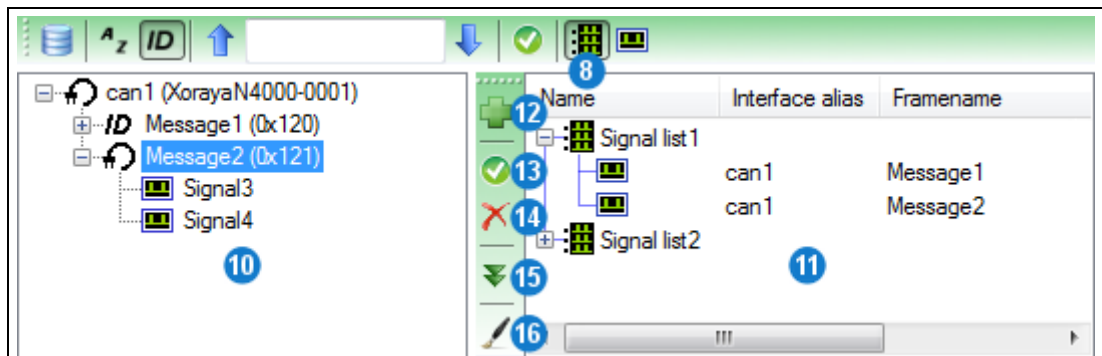 AZ ID
8
can1 (XorayaN4000-0001)
ID Message1 (0x120)
Message2 (0x121)
Signal3
Signal4
10
12
13
14
15
16
Name Interface alias Framename
Signal list1
can1 Message1
can1 Message2
Signal list2
11